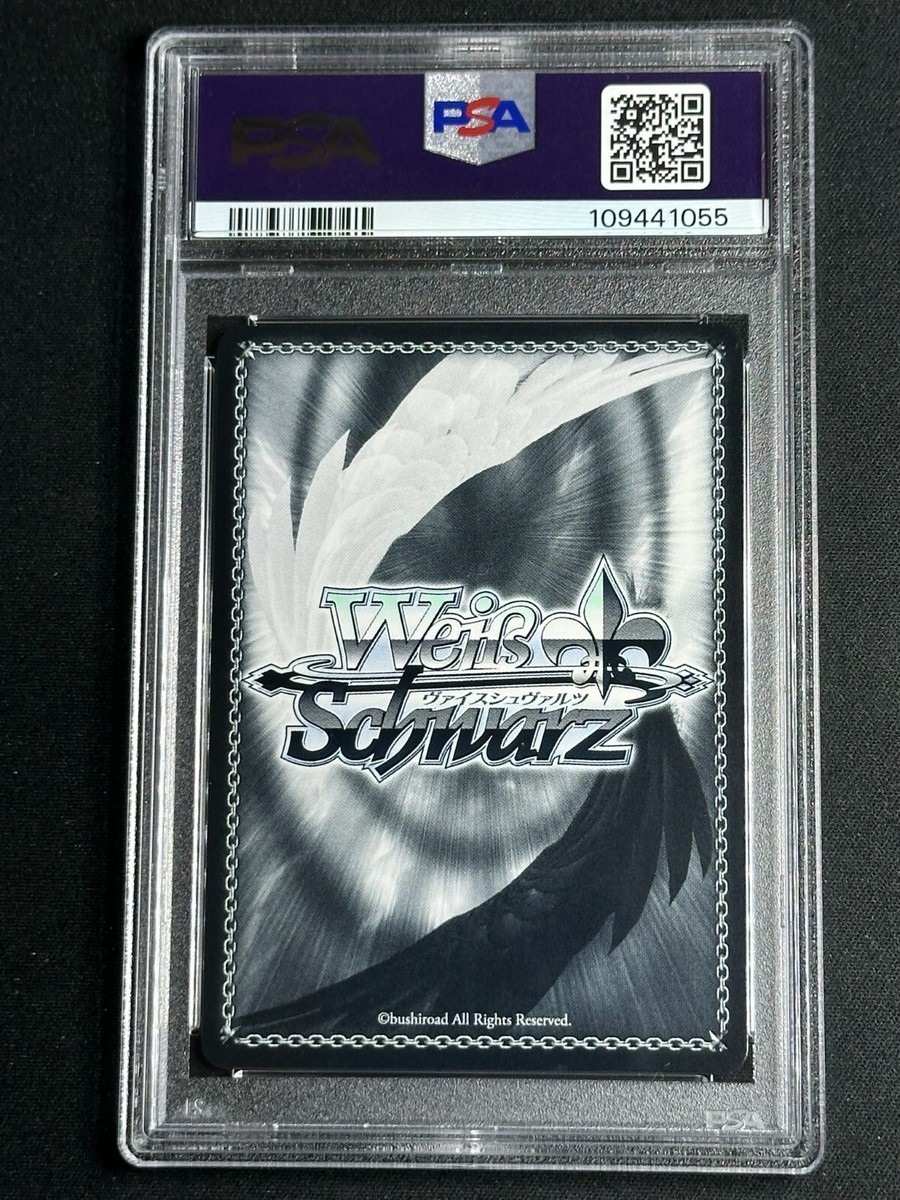 PSA
PSA
109441055
Weiß
ヴァイスシュヴァルツ
Schwarz
©bushiroad All Rights Reserved.
PSA